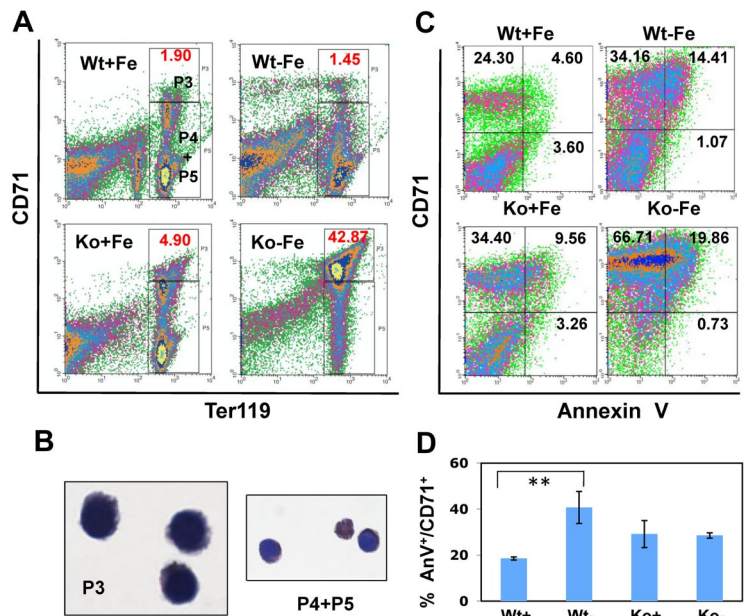 A
C
Wt+Fe
Wt-Fe
1.90
1.45
P3
P3
P4
+
P5
P5
CD71
Ko+Fe
Ko-Fe
4.90
42.87
P3
P5
Ter119
Wt+Fe
Wt-Fe
24.30 4.60
34.16 14.41
3.60
1.07
CD71
Ko+Fe
Ko-Fe
34.40 9.56
66.71 19.86
3.26
0.73
Annexin V
B
P3
P4+P5
D
% AnV⁺/CD71⁺
60
40
20
0
**
Wt+ Wt- Ko+ Ko-